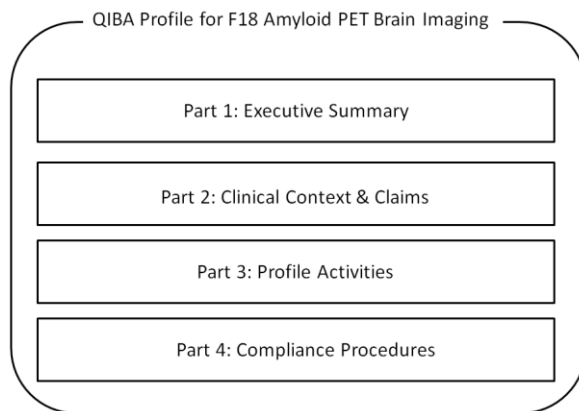 QIBA Profile for F18 Amyloid PET Brain Imaging
Part 1: Executive Summary
Part 2: Clinical Context & Claims
Part 3: Profile Activities
Part 4: Compliance Procedures